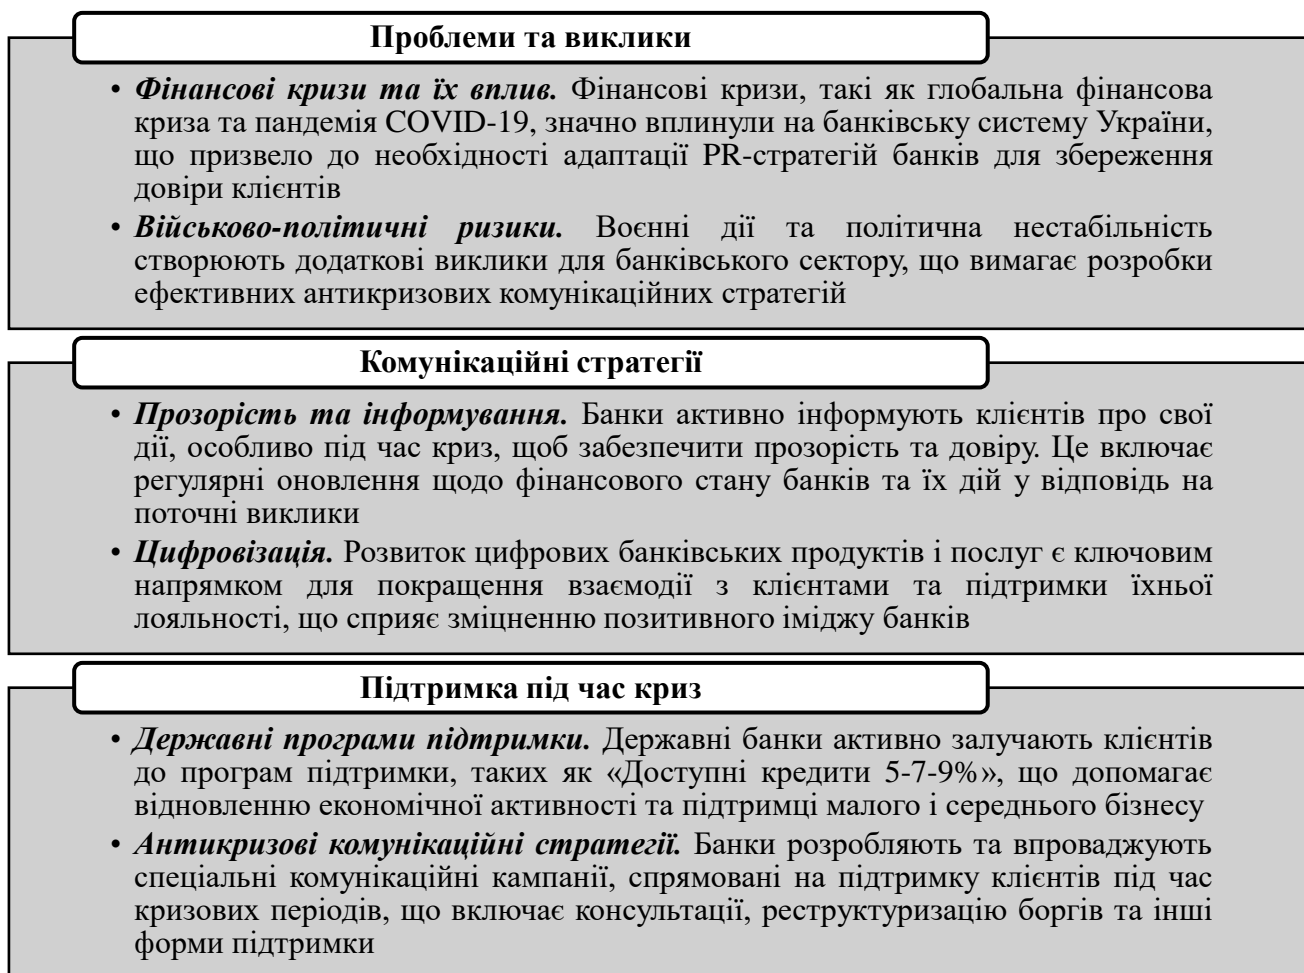 Проблеми та виклики
• Фінансові кризи та їх вплив. Фінансові кризи, такі як глобальна фінансова
криза та пандемія COVID-19, значно вплинули на банківську систему України,
що призвело до необхідності адаптації PR-стратегій банків для збереження
довіри клієнтів
• Військово-політичні ризики. Воєнні дії та політична нестабільність
створюють додаткові виклики для банківського сектору, що вимагає розробки
ефективних антикризових комунікаційних стратегій
Комунікаційні стратегії
• Прозорість та інформування. Банки активно інформують клієнтів про свої
дії, особливо під час криз, щоб забезпечити прозорість та довіру. Це включає
регулярні оновлення щодо фінансового стану банків та їх дій у відповідь на
поточні виклики
• Цифровізація. Розвиток цифрових банківських продуктів і послуг є ключовим
напрямком для покращення взаємодії з клієнтами та підтримки їхньої
лояльності, що сприяє зміцненню позитивного іміджу банків
Підтримка під час криз
• Державні програми підтримки. Державні банки активно залучають клієнтів
до програм підтримки, таких як «Доступні кредити 5-7-9%», що допомагає
відновленню економічної активності та підтримці малого і середнього бізнесу
• Антикризові комунікаційні стратегії. Банки розробляють та впроваджують
спеціальні комунікаційні кампанії, спрямовані на підтримку клієнтів під час
кризових періодів, що включає консультації, реструктуризацію боргів та інші
форми підтримки